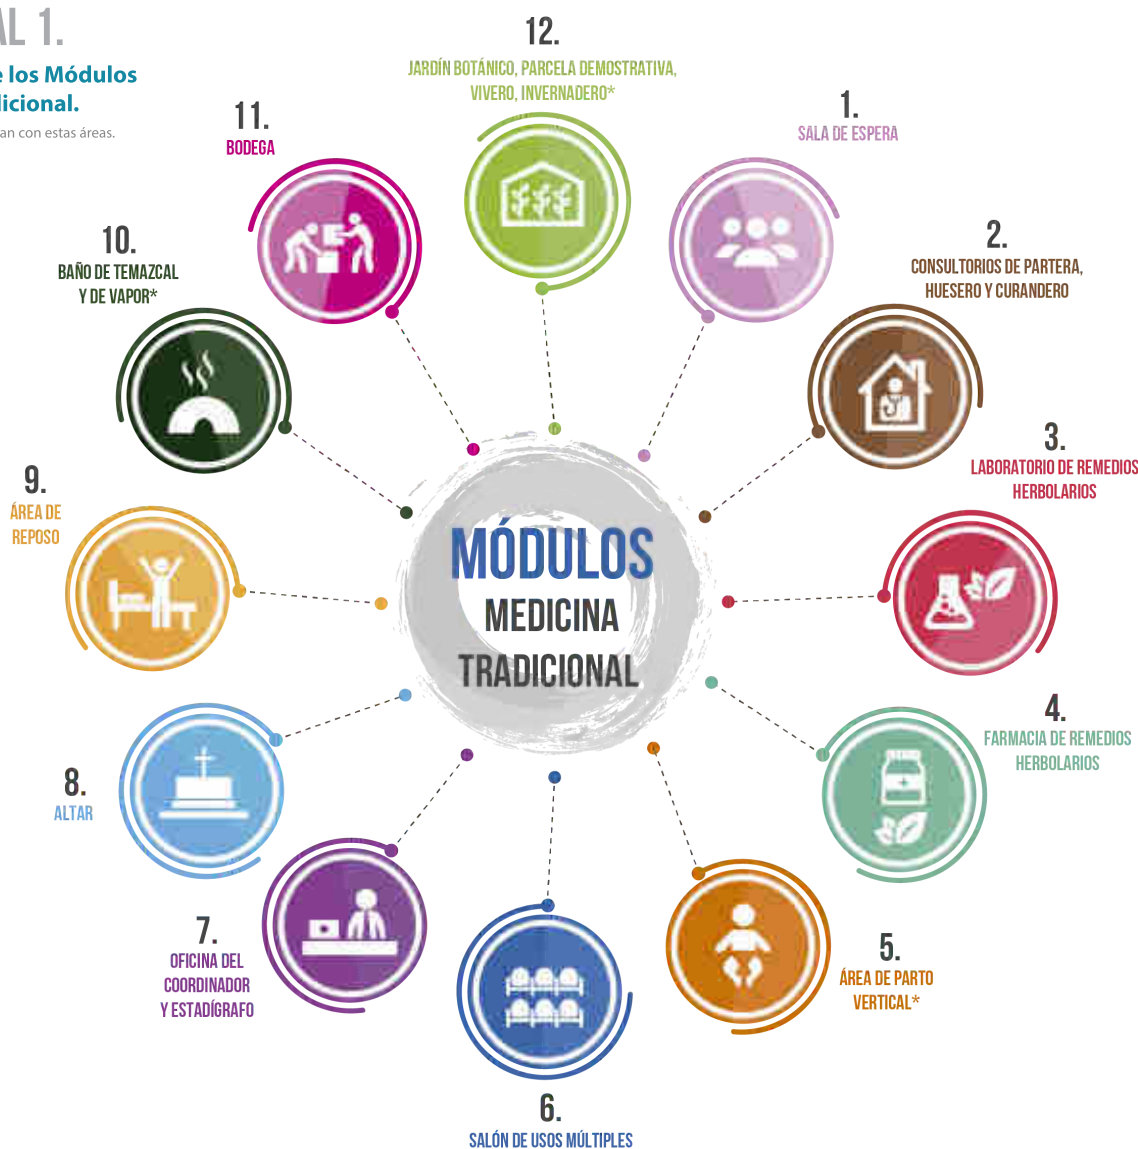 AL 1.
e los Módulos
dicional.
an con estas áreas.
12.
JARDÍN BOTÁNICO, PARCELA DEMOSTRATIVA,
VIVERO, INVERNADERO*
1.
SALA DE ESPERA
11.
BODEGA
2.
CONSULTORIOS DE PARTERA,
HUESERO Y CURANDERO
10.
BAÑO DE TEMAZCAL
Y DE VAPOR*
3.
LABORATORIO DE REMEDIOS
HERBOLARIOS
9.
ÁREA DE
REPOSO
MÓDULOS
MEDICINA
TRADICIONAL
4.
FARMACIA DE REMEDIOS
HERBOLARIOS
8.
ALTAR
7.
OFICINA DEL
COORDINADOR
Y ESTADÍGRAFO
5.
ÁREA DE PARTO
VERTICAL*
6.
SALÓN DE USOS MÚLTIPLES